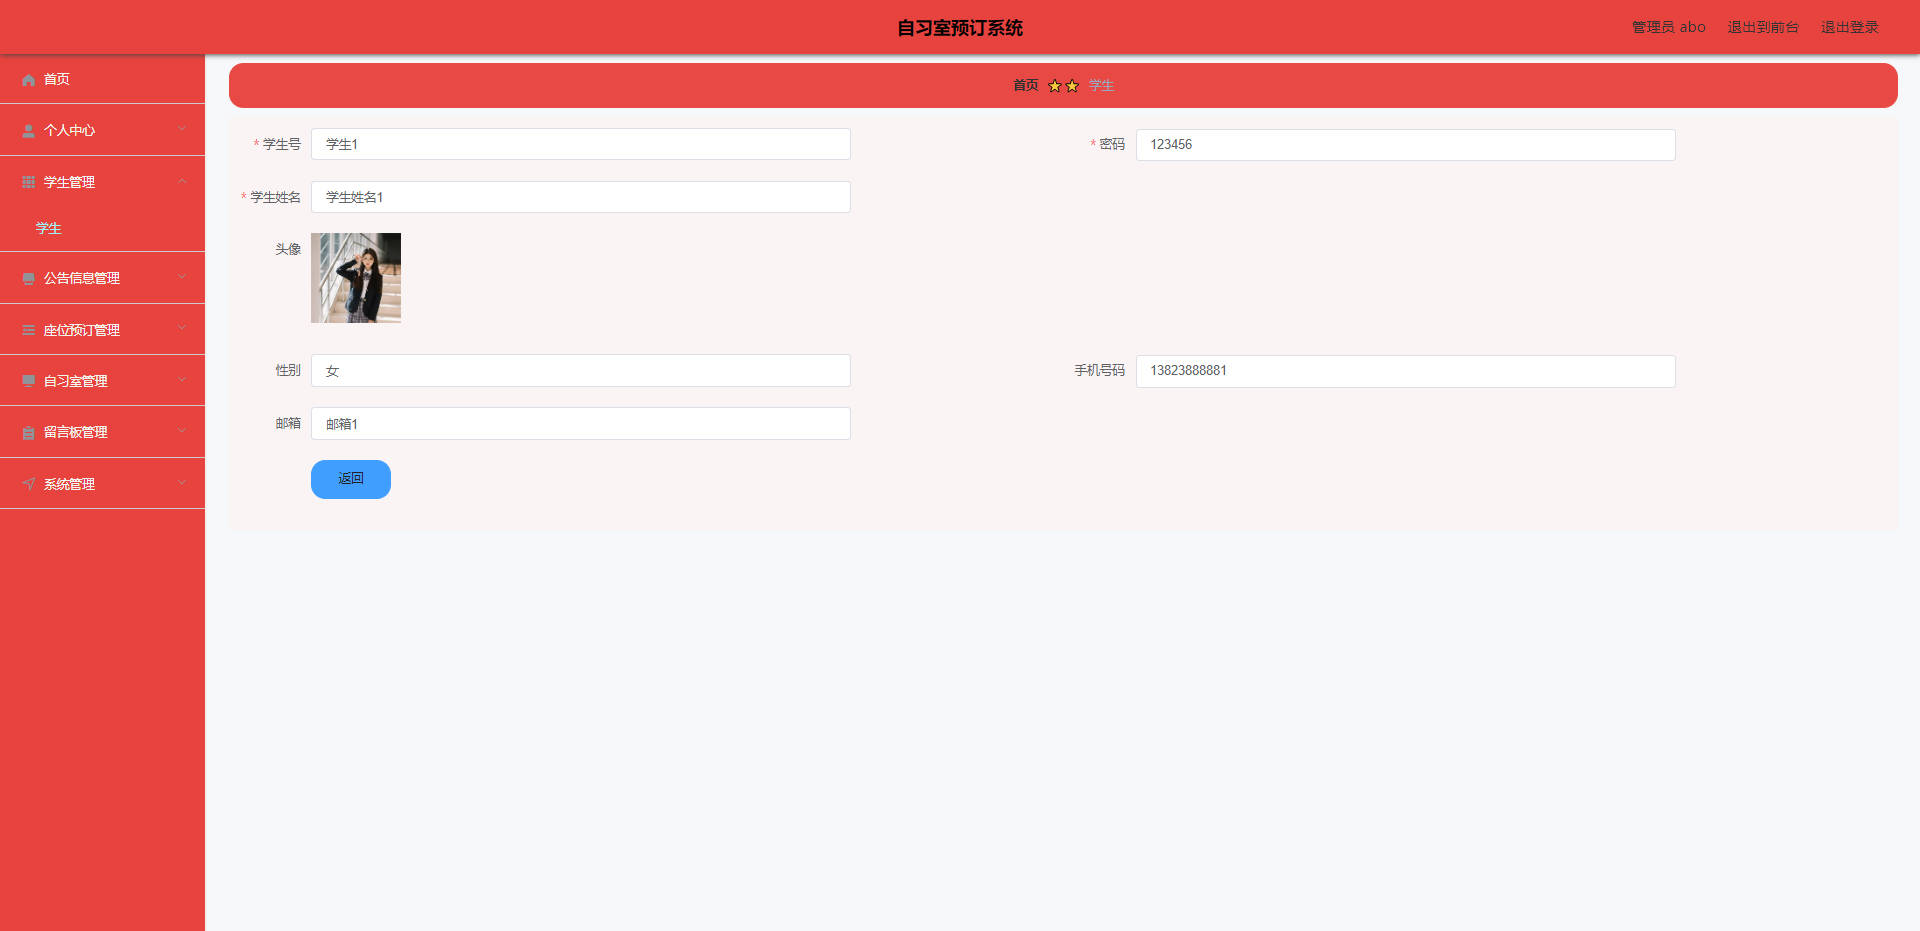 自习室预订系统
管理员 abo 退出到前台 退出登录
首页
个人中心
学生管理
学生
公告信息管理
座位预订管理
自习室管理
留言板管理
系统管理
首页 学生
* 学生号 学生1 * 密码 123456
* 学生姓名 学生姓名1
头像
性别 女 手机号码 13823888881
邮箱 邮箱1
返回